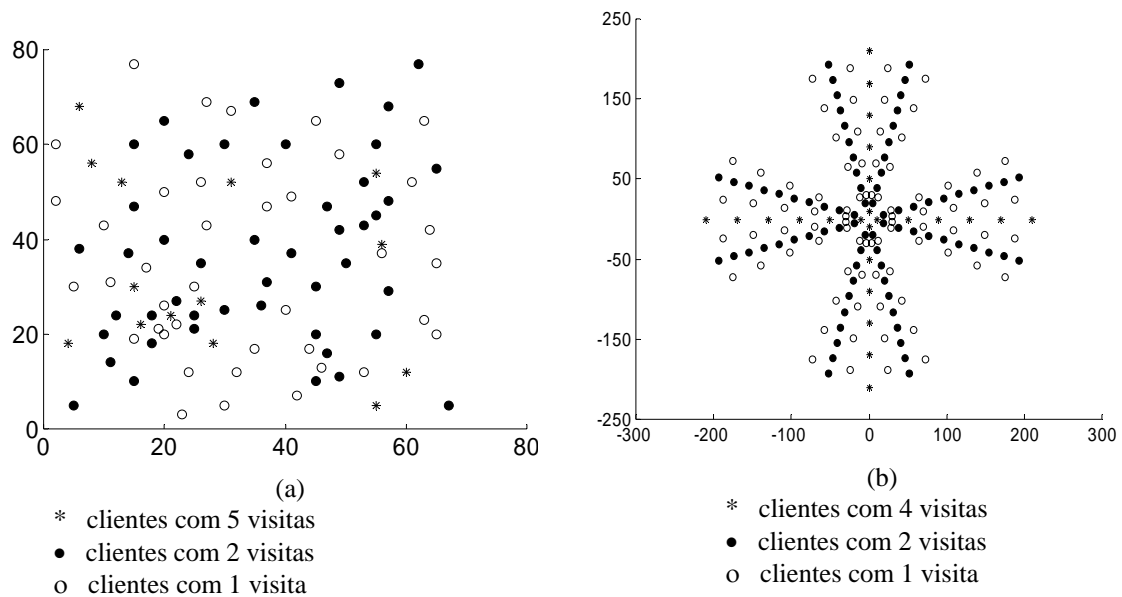 80
60
40
20
0
0 20 40 60 80
(a)
* clientes com 5 visitas
● clientes com 2 visitas
o clientes com 1 visita
250
150
50
-50
-150
-250
-300 -200 -100 0 100 200 300
(b)
* clientes com 4 visitas
● clientes com 2 visitas
o clientes com 1 visita